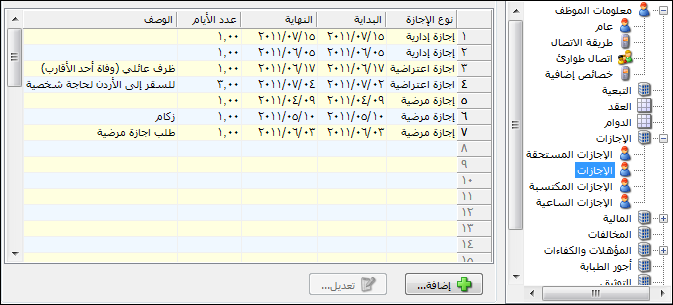 معلومات الموظف
عام
طريقة الاتصال
اتصال طوارئ
خصائص إضافية
التبعية
العقد
الدوام
الإجازات
الإجازات المستحقة
الإجازات
الإجازات المكتسبة
الإجازات الساعية
المالية
المخالفات
المؤهلات والكفاءات
أجور الطبابة
نوع الإجازة البداية النهاية عدد الأيام الوصف
١ إجازة إدارية ٢٠١١/٠٧/١٥ ٢٠١١/٠٧/١٥ ١,٠٠
٢ إجازة إدارية ٢٠١١/٠٦/٠٥ ٢٠١١/٠٦/٠٥ ١,٠٠
٣ إجازة اعتراضية ٢٠١١/٠٦/١٧ ٢٠١١/٠٦/١٧ ١,٠٠ ظرف عائلي (وفاة أحد الأقارب)
٤ إجازة اعتراضية ٢٠١١/٠٧/٠٢ ٢٠١١/٠٧/٠٤ ٣,٠٠ للسفر إلى الأردن لحاجة شخصية
٥ إجازة مرضية ٢٠١١/٠٤/٠٩ ٢٠١١/٠٤/٠٩ ١,٠٠
٦ إجازة مرضية ٢٠١١/٠٥/١٠ ٢٠١١/٠٥/١٠ ١,٠٠ زكام
٧ إجازة مرضية ٢٠١١/٠٦/٠٣ ٢٠١١/٠٦/٠٣ ١,٠٠ طلب اجازة مرضية
٨
٩
١٠
١١
١٢
١٣
١٤
١٥
إضافة...
تعديل...